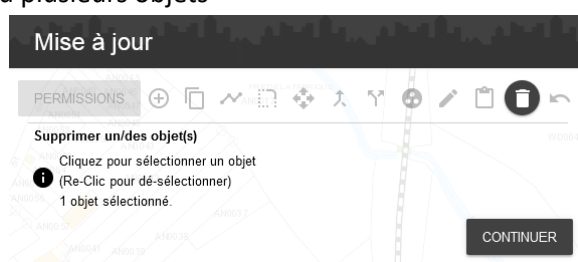 u plusieurs objets
Mise à jour
PERMISSIONS
Supprimer un/des objet(s)
Cliquez pour sélectionner un objet
(Re-Clic pour dé-sélectionner)
1 objet sélectionné.
AN0037
CONTINUER